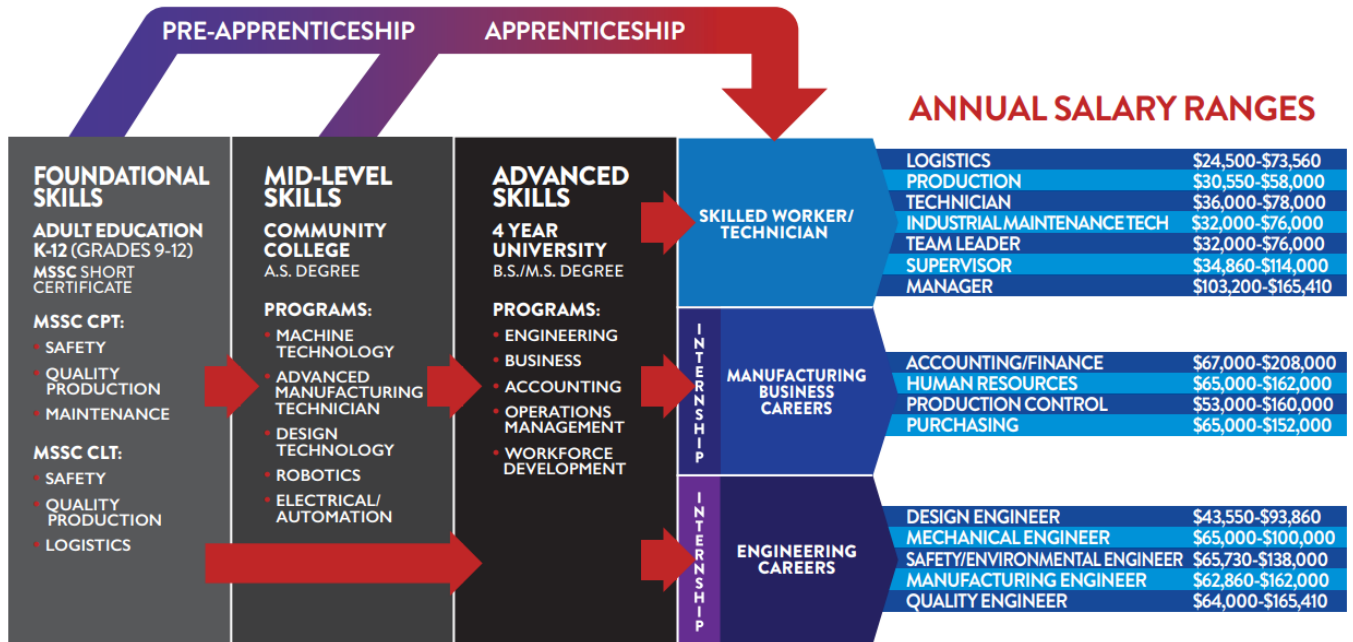 PRE-APPRENTICESHIP
APPRENTICESHIP
ANNUAL SALARY RANGES
FOUNDATIONAL
SKILLS
ADULT EDUCATION
K-12 (GRADES 9-12)
MSSC SHORT
CERTIFICATE
MSSC CPT:
• SAFETY
• QUALITY
PRODUCTION
• MAINTENANCE
MSSC CLT:
• SAFETY
• QUALITY
PRODUCTION
• LOGISTICS
MID-LEVEL
SKILLS
COMMUNITY
COLLEGE
A.S. DEGREE
PROGRAMS:
• MACHINE
TECHNOLOGY
• ADVANCED
MANUFACTURING
TECHNICIAN
• DESIGN
TECHNOLOGY
• ROBOTICS
• ELECTRICAL/
AUTOMATION
ADVANCED
SKILLS
4 YEAR
UNIVERSITY
B.S./M.S. DEGREE
PROGRAMS:
• ENGINEERING
• BUSINESS
• ACCOUNTING
• OPERATIONS
MANAGEMENT
• WORKFORCE
DEVELOPMENT
SKILLED WORKER/
TECHNICIAN
LOGISTICS $24,500-$73,560
PRODUCTION $30,550-$58,000
TECHNICIAN $36,000-$78,000
INDUSTRIAL MAINTENANCE TECH $32,000-$76,000
TEAM LEADER $32,000-$76,000
SUPERVISOR $34,860-$114,000
MANAGER $103,200-$165,410
INTERNSHIP
MANUFACTURING
BUSINESS
CAREERS
ACCOUNTING/FINANCE $67,000-$208,000
HUMAN RESOURCES $65,000-$162,000
PRODUCTION CONTROL $53,000-$160,000
PURCHASING $65,000-$152,000
INTERNSHIP
ENGINEERING
CAREERS
DESIGN ENGINEER $43,550-$93,860
MECHANICAL ENGINEER $65,000-$100,000
SAFETY/ENVIRONMENTAL ENGINEER $65,730-$138,000
MANUFACTURING ENGINEER $62,860-$162,000
QUALITY ENGINEER $64,000-$165,410